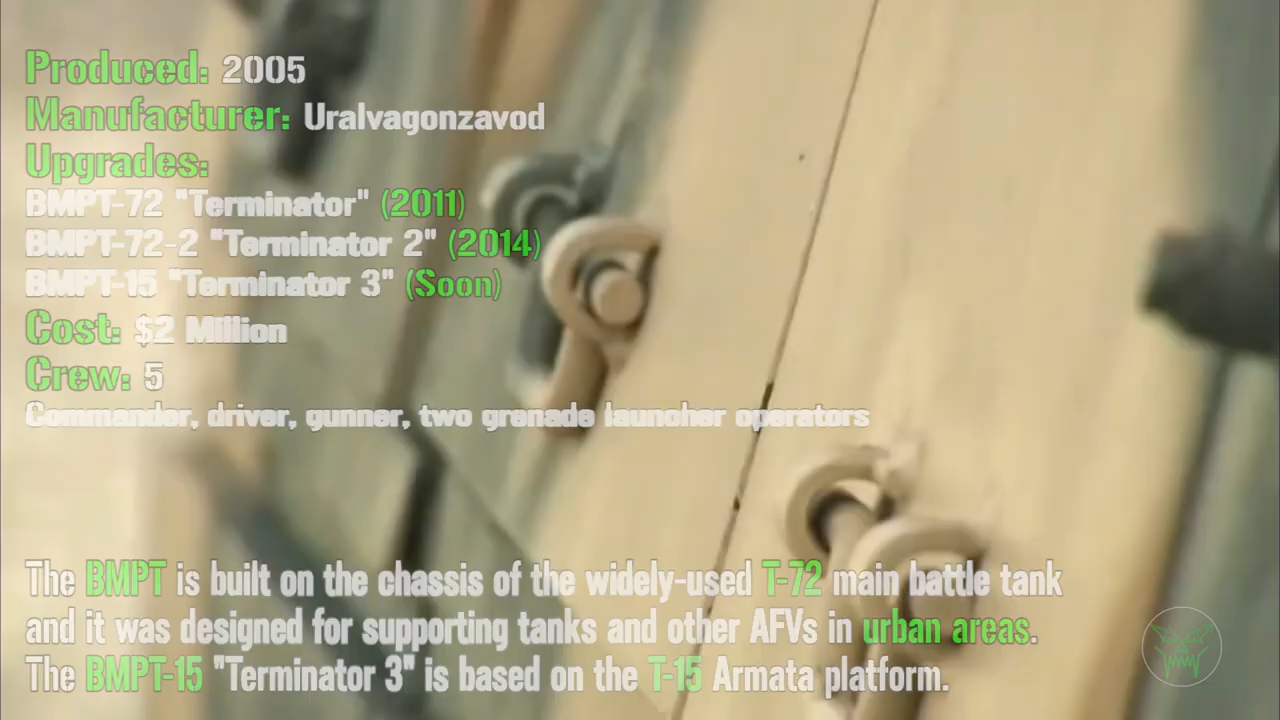 Produced: 2005
Manufacturer: Uralvagonzavod
Upgrades:
BMPT-72 "Terminator" (2011)
BMPT-72-2 "Terminator 2" (2014)
BMPT-15 "Terminator 3" (Soon)
Cost: $2 Million
Crew: 5
Commander, driver, gunner, two grenade launcher operators
The BMPT is built on the chassis of the widely-used T-72 main battle tank
and it was designed for supporting tanks and other AFVs in urban areas.
The BMPT-15 "Terminator 3" is based on the T-15 Armata platform.